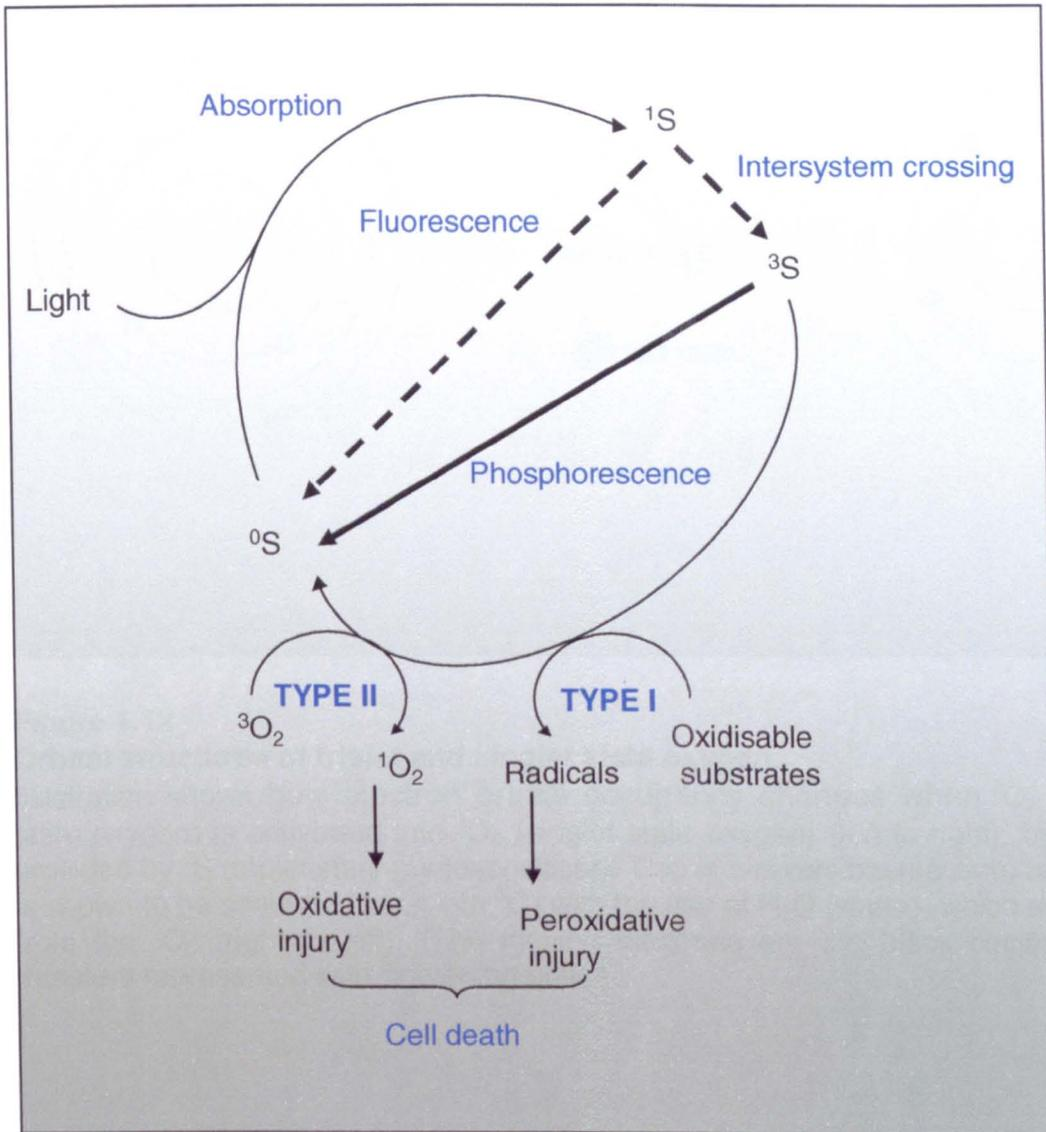 Absorption
¹S
Intersystem crossing
Fluorescence
³S
Light
Phosphorescence
⁰S
TYPE II
TYPE I
³O₂
Oxidisable
substrates
¹O₂
Radicals
Oxidative
injury
Peroxidative
injury
Cell death